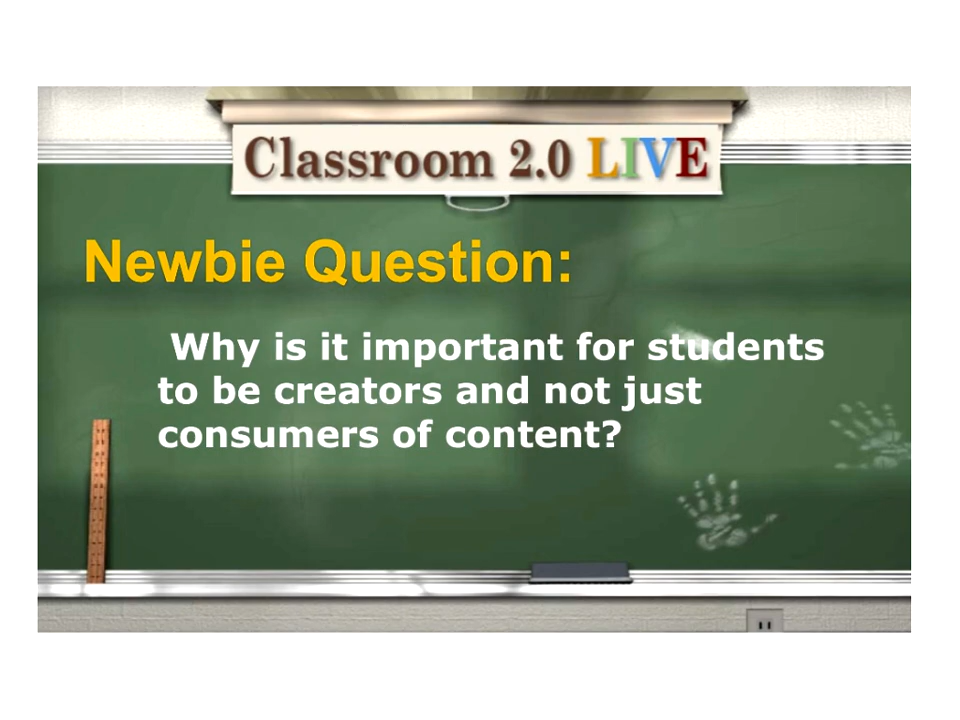 Classroom 2.0 LIVE
Newbie Question:
Why is it important for students
to be creators and not just
consumers of content?